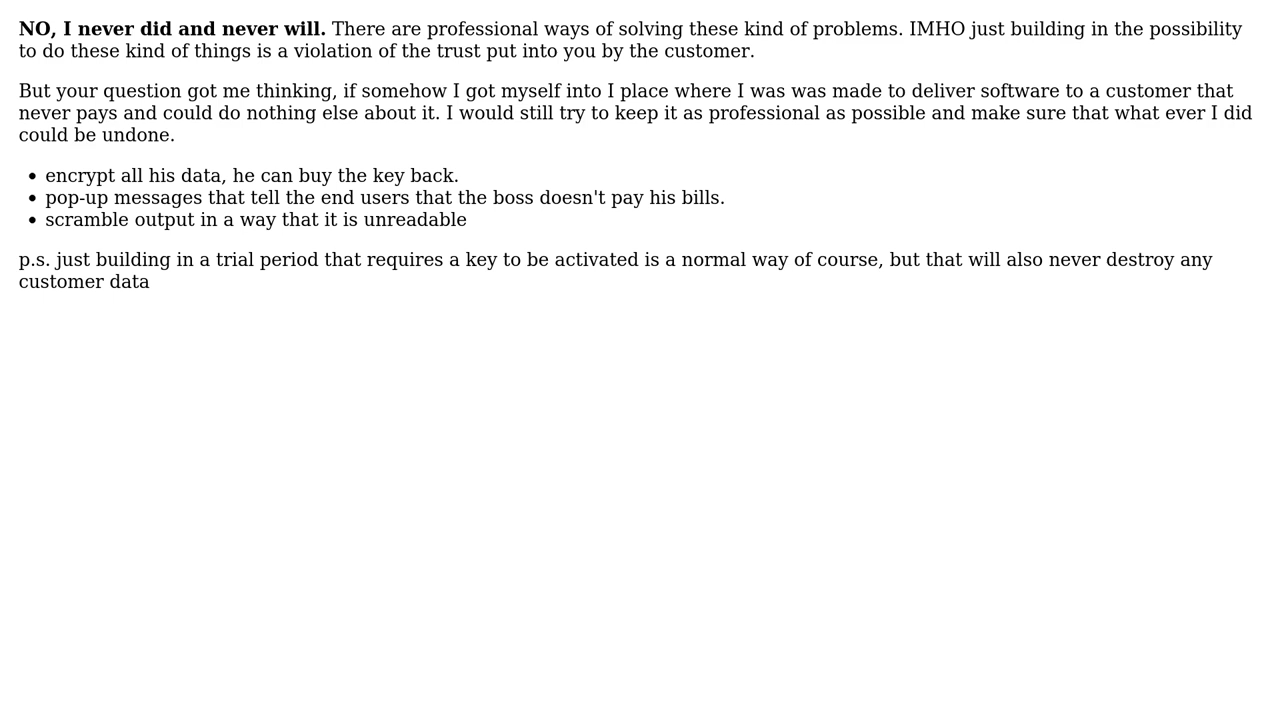 NO, I never did and never will. There are professional ways of solving these kind of problems. IMHO just building in the possibility
to do these kind of things is a violation of the trust put into you by the customer.
But your question got me thinking, if somehow I got myself into I place where I was was made to deliver software to a customer that
never pays and could do nothing else about it. I would still try to keep it as professional as possible and make sure that what ever I did
could be undone.
• encrypt all his data, he can buy the key back.
• pop-up messages that tell the end users that the boss doesn't pay his bills.
• scramble output in a way that it is unreadable
p.s. just building in a trial period that requires a key to be activated is a normal way of course, but that will also never destroy any
customer data